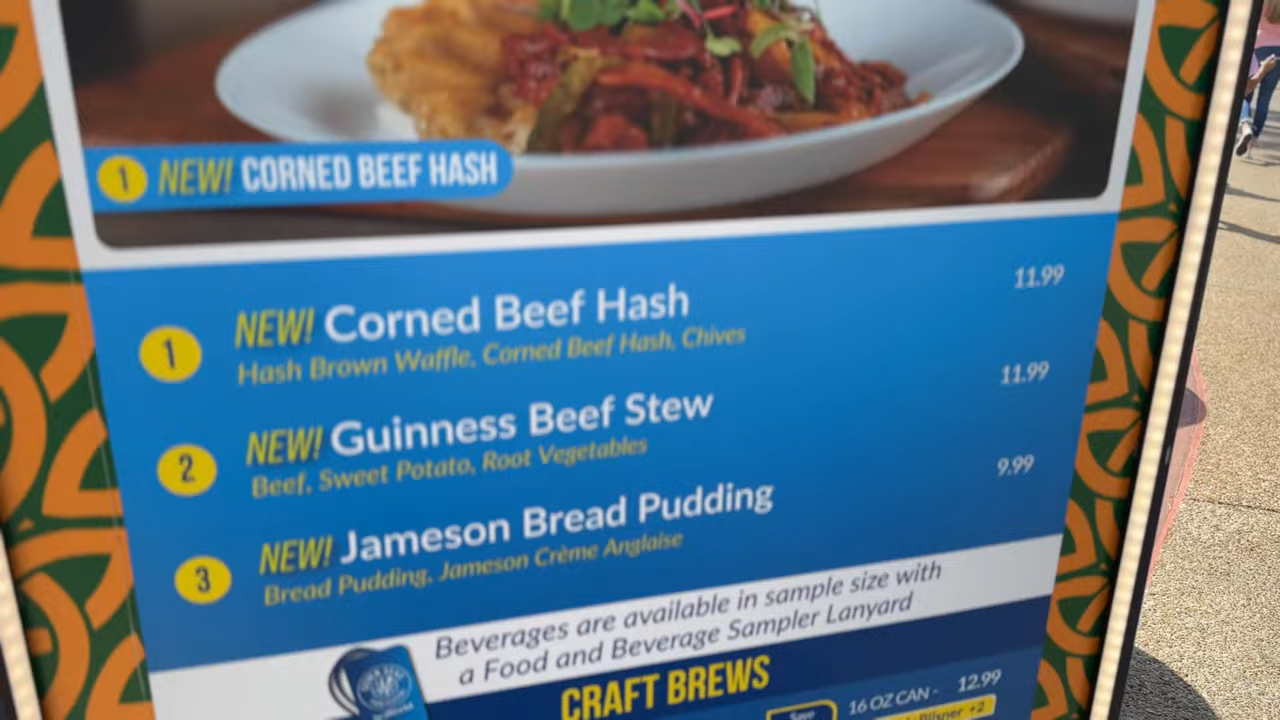 1 NEW! CORNED BEEF HASH
1 NEW! Corned Beef Hash 11.99
Hash Brown Waffle, Corned Beef Hash, Chives
2 NEW! Guinness Beef Stew 11.99
Beef, Sweet Potato, Root Vegetables
3 NEW! Jameson Bread Pudding 9.99
Bread Pudding, Jameson Crème Anglaise
Beverages are available in sample size with
a Food and Beverage Sampler Lanyard
CRAFT BREWS
16 OZ CAN - 12.99
Pilsner +2